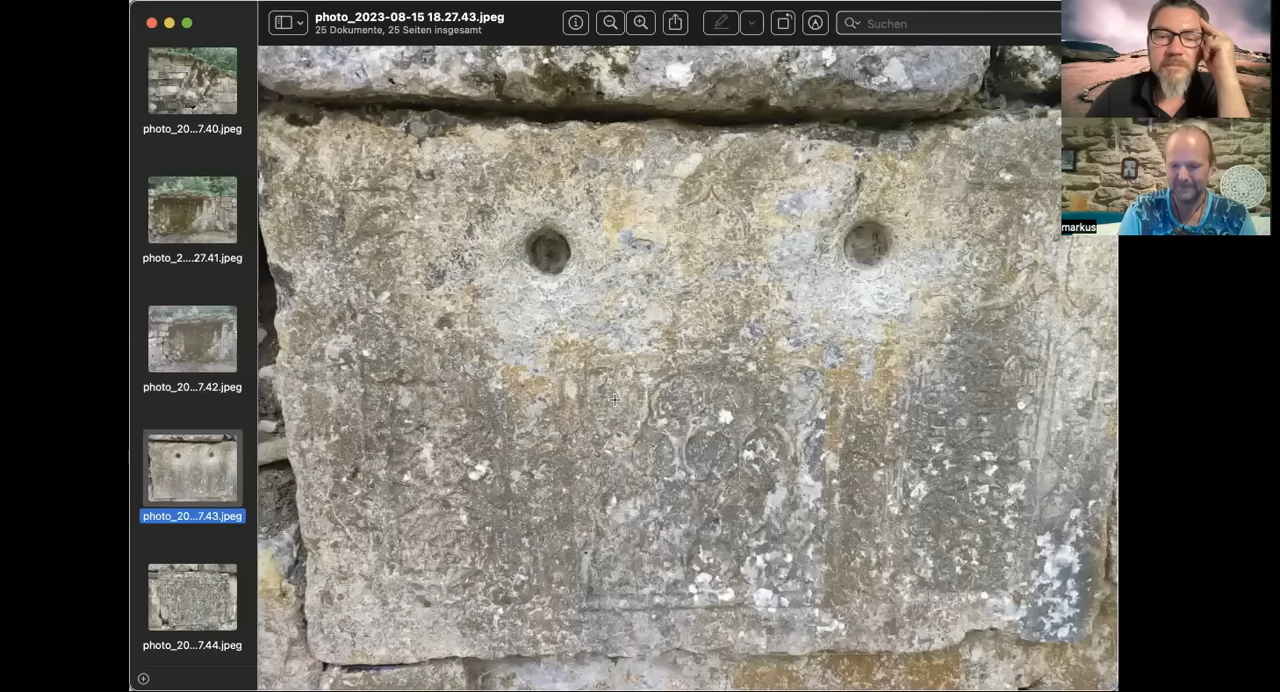 photo_2023-08-15 18.27.43.jpeg
25 Dokumente, 25 Seiten insgesamt
Suchen
photo_20...7.40.jpeg
photo_2....27.41.jpeg
photo_20...7.42.jpeg
photo_20...7.43.jpeg
photo_20...7.44.jpeg
markus